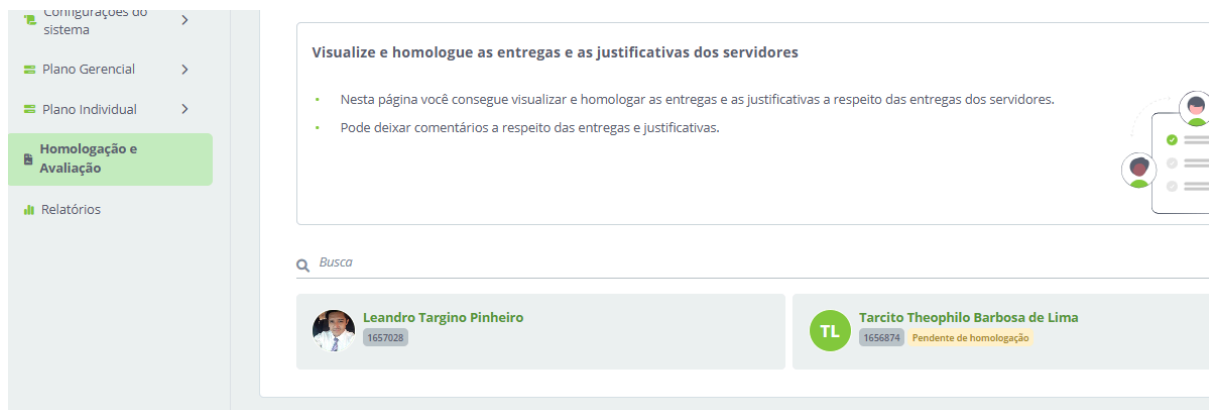 Configurações do
sistema
Plano Gerencial
Plano Individual
Homologação e
Avaliação
Relatórios
Visualize e homologue as entregas e as justificativas dos servidores
Nesta página você consegue visualizar e homologar as entregas e as justificativas a respeito das entregas dos servidores.
Pode deixar comentários a respeito das entregas e justificativas.
Busca
Leandro Targino Pinheiro
1657028
TL
Tarcito Theophilo Barbosa de Lima
1656874 Pendente de homologação